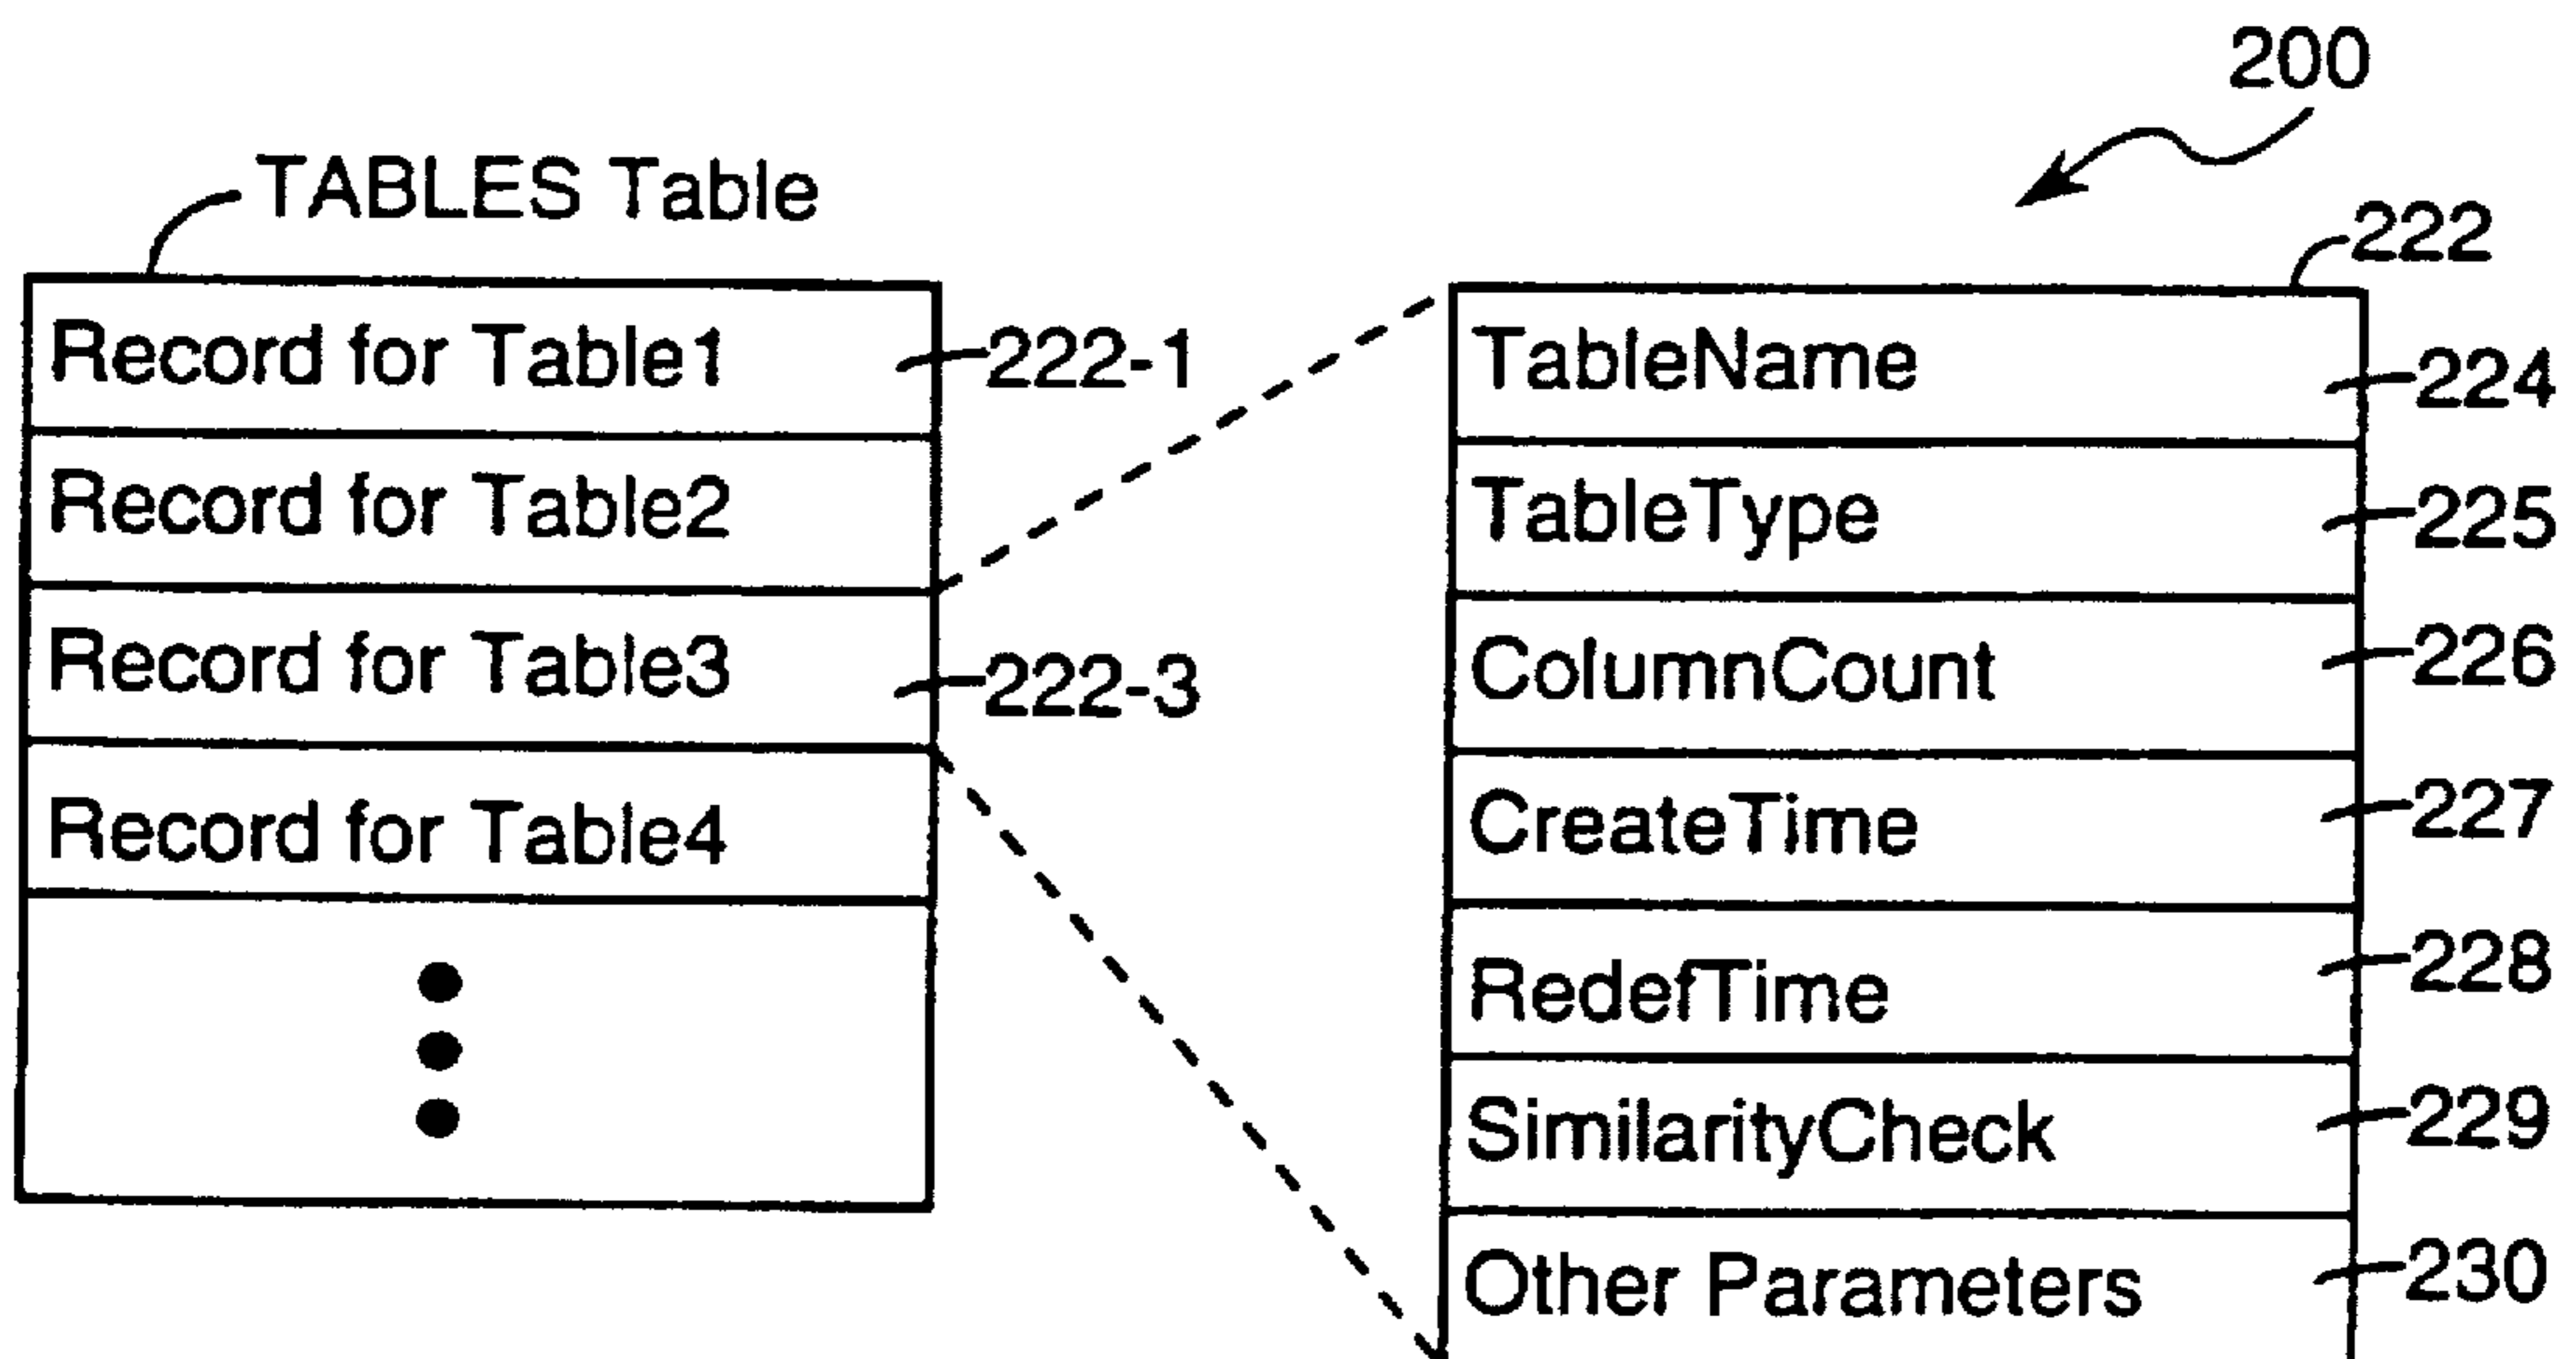 200
TABLES Table
222
Record for Table1
222-1
Record for Table2
Record for Table3
222-3
Record for Table4
TableName
224
TableType
225
ColumnCount
226
CreateTime
227
RedefTime
228
SimilarityCheck
229
Other Parameters
230